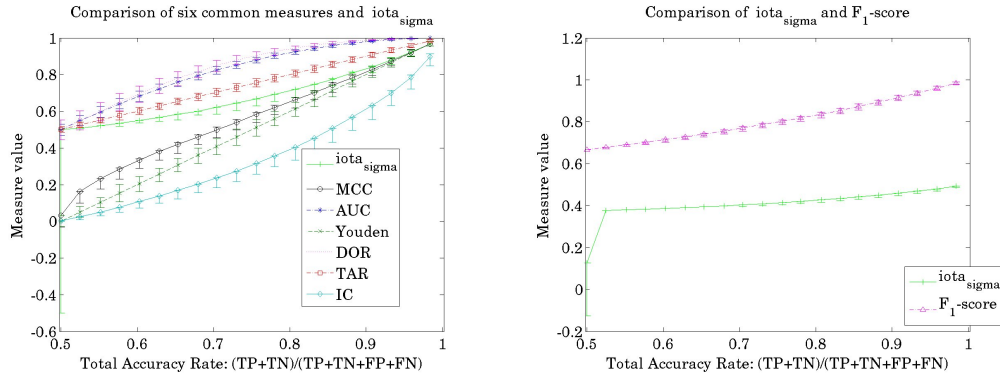 Comparison of six common measures and iota_sigma
Measure value
1
0.8
0.6
0.4
0.2
0
-0.2
-0.4
-0.6
0.5
0.6
0.7
0.8
0.9
1
Total Accuracy Rate: (TP+TN)/(TP+TN+FP+FN)
iota_sigma
MCC
AUC
Youden
DOR
TAR
IC
Comparison of iota_sigma and F_1-score
Measure value
1.2
1
0.8
0.6
0.4
0.2
0
-0.2
0.5
0.6
0.7
0.8
0.9
1
Total Accuracy Rate: (TP+TN)/(TP+TN+FP+FN)
iota_sigma
F_1-score